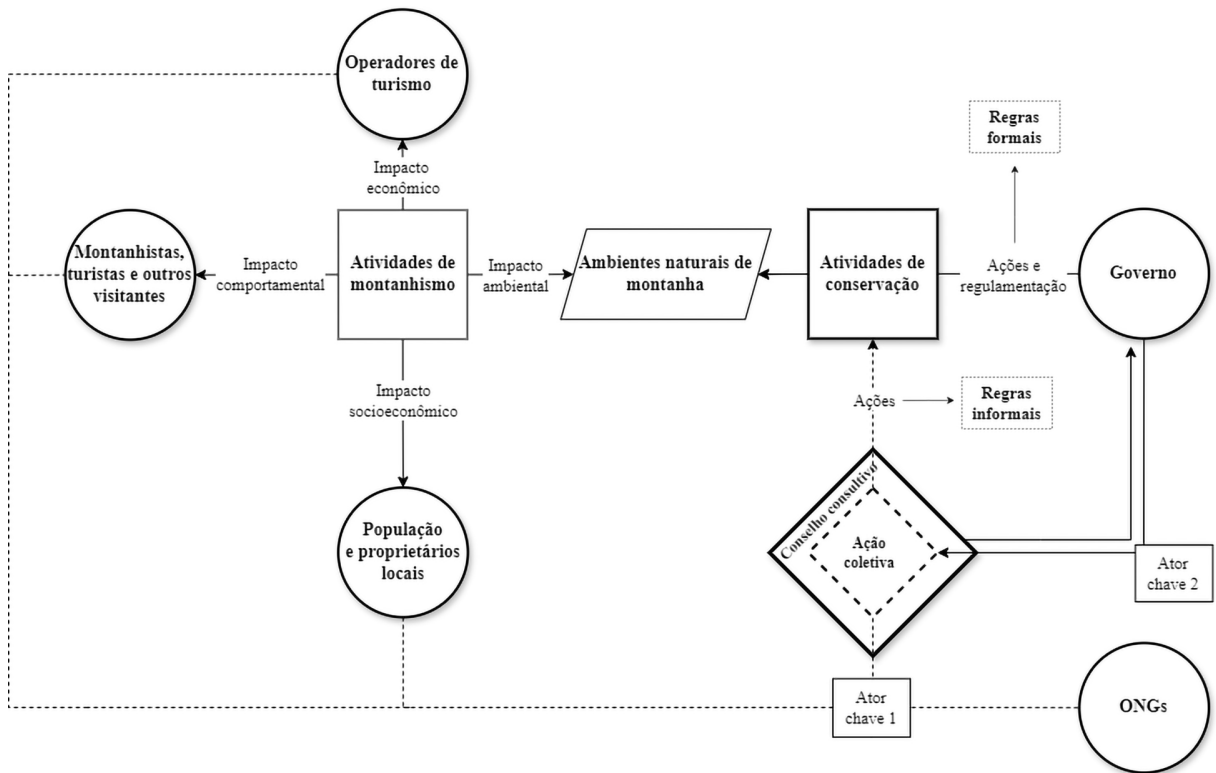 Operadores de
turismo
Regras
formais
Impacto
econômico
Montanhistas,
turistas e outros
visitantes
Impacto
comportamental
Atividades de
montanhismo
Impacto
ambiental
Ambientes naturais de
montanha
Atividades de
conservação
Ações e
regulamentação
Governo
Impacto
socioeconômico
Ações
Regras
informais
Conselho consultivo
População
e proprietários
locais
Ação
coletiva
Ator
chave 2
Ator
chave 1
ONGs